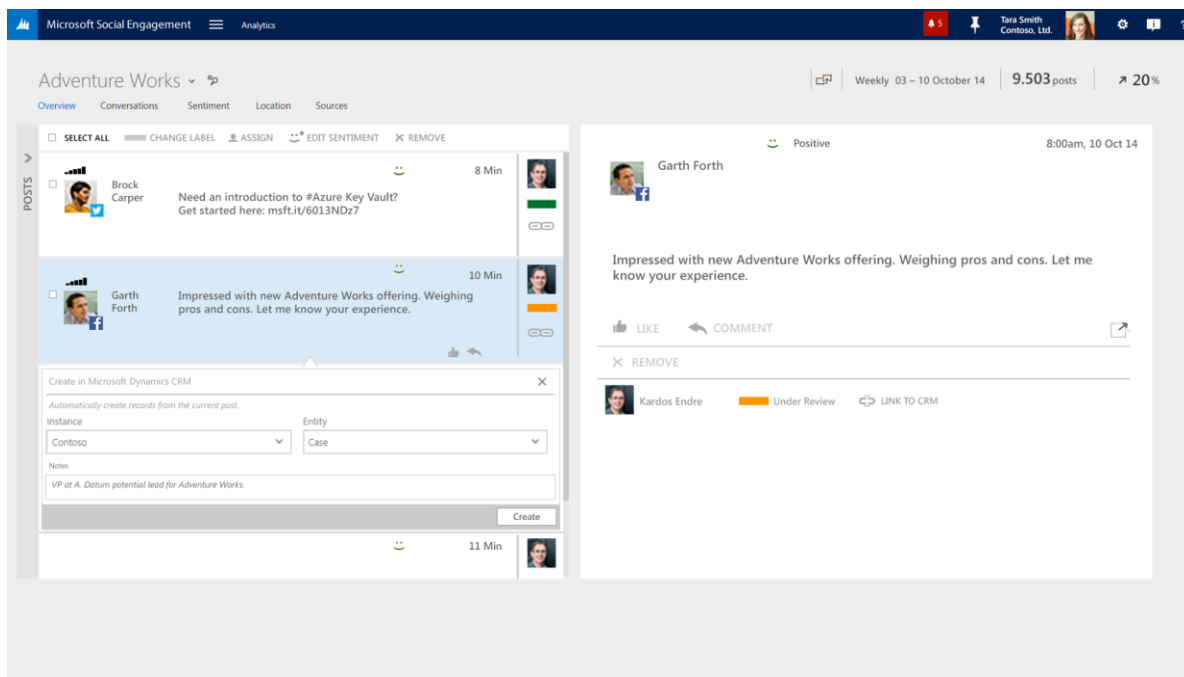 Microsoft Social Engagement
Analytics
5
Tara Smith
Contoso, Ltd.
?
Adventure Works
Weekly 03 – 10 October 14
9.503 posts
20%
Overview
Conversations
Sentiment
Location
Sources
POSTS
SELECT ALL
CHANGE LABEL
ASSIGN
EDIT SENTIMENT
REMOVE
8 Min
Brock
Carper
Need an introduction to #Azure Key Vault?
Get started here: msft.it/6013NDz7
10 Min
Garth
Forth
Impressed with new Adventure Works offering. Weighing
pros and cons. Let me know your experience.
Create in Microsoft Dynamics CRM
Automatically create records from the current post.
Instance
Entity
Contoso
Case
Notes
VP at A. Datum potential lead for Adventure Works.
Create
11 Min
Positive
8:00am, 10 Oct 14
Garth Forth
Impressed with new Adventure Works offering. Weighing pros and cons. Let me
know your experience.
LIKE
COMMENT
REMOVE
Kardos Endre
Under Review
LINK TO CRM